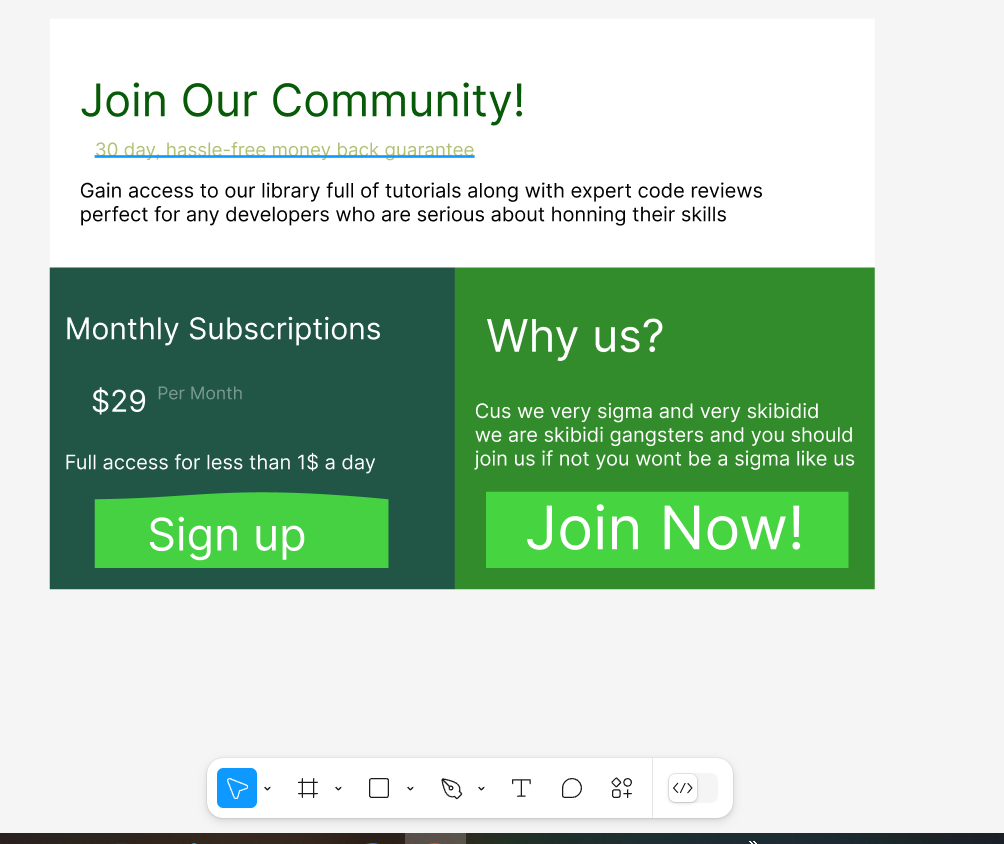 Join Our Community!
30 day, hassle-free money back guarantee
Gain access to our library full of tutorials along with expert code reviews
perfect for any developers who are serious about honning their skills
Monthly Subscriptions
$29 Per Month
Full access for less than 1$ a day
Sign up
Why us?
Cus we very sigma and very skibidid
we are skibidi gangsters and you should
join us if not you wont be a sigma like us
Join Now!